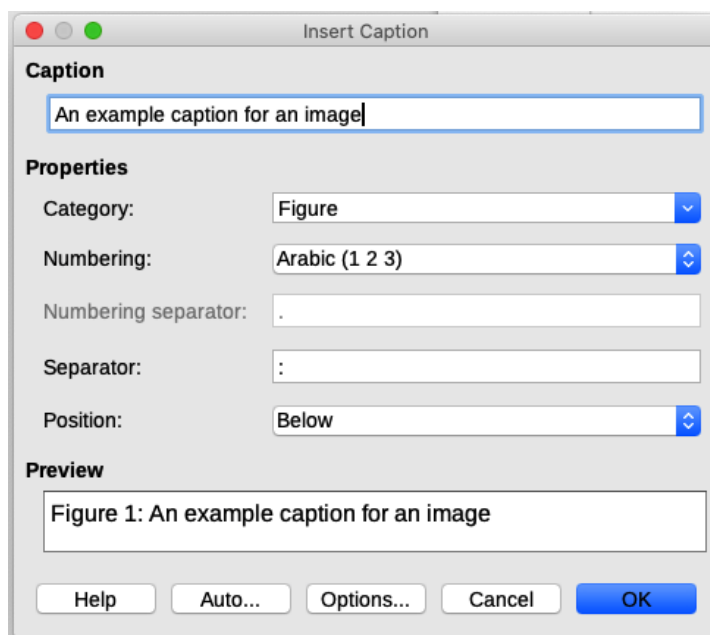 Insert Caption
Caption
An example caption for an image
Properties
Category: Figure
Numbering: Arabic (1 2 3)
Numbering separator: .
Separator: :
Position: Below
Preview
Figure 1: An example caption for an image
Help Auto... Options... Cancel OK